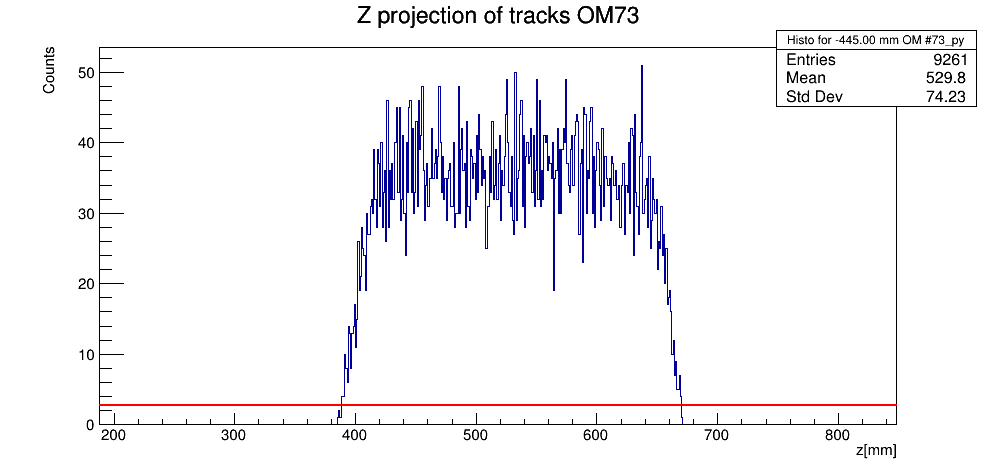 Z projection of tracks OM73
Histo for -445.00 mm OM #73_py
Entries 9261
Mean 529.8
Std Dev 74.23
Counts
50
40
30
20
10
0
200 300 400 500 600 700 800
z[mm]